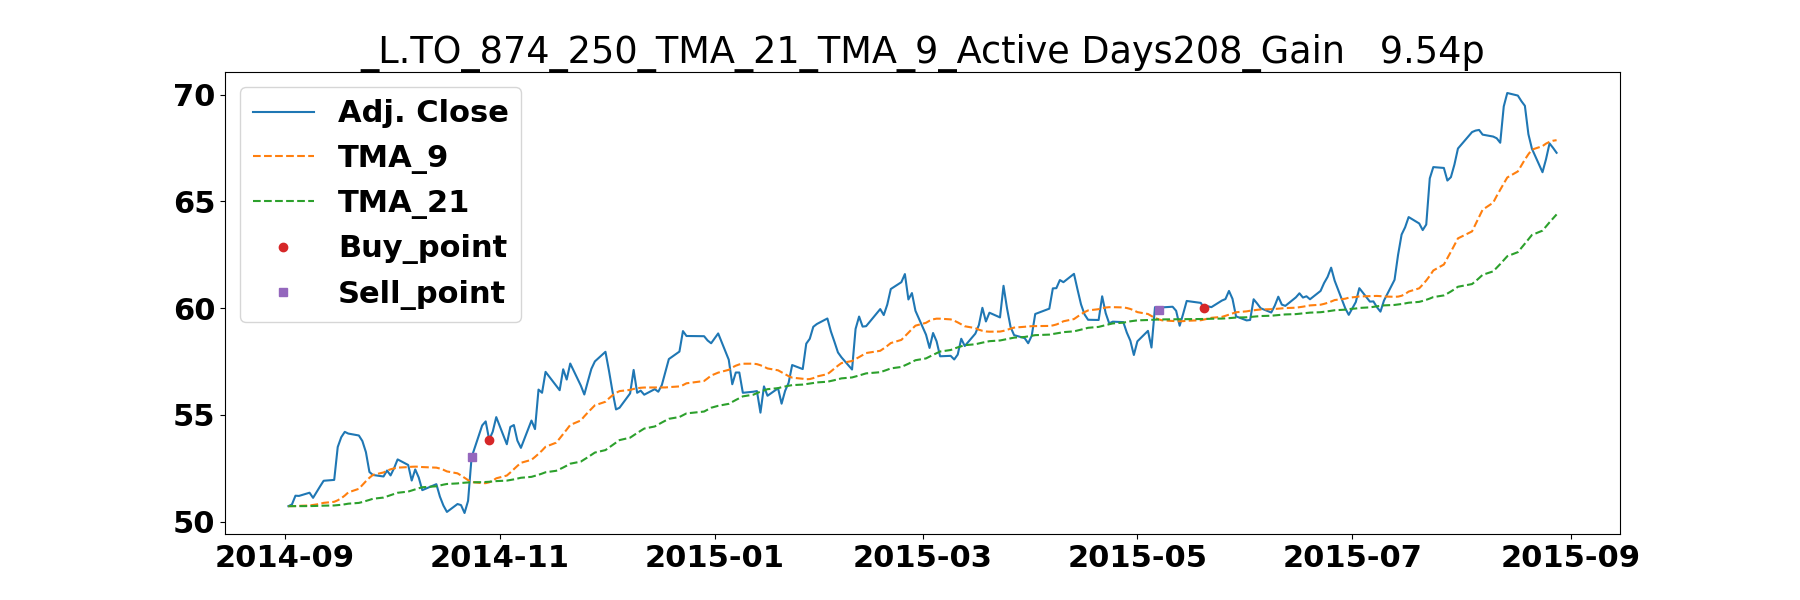 _L.TO_874_250_TMA_21_TMA_9_Active Days208_Gain   9.54p
Adj. Close
TMA_9
TMA_21
Buy_point
Sell_point
70
65
60
55
50
2014-09 2014-11 2015-01 2015-03 2015-05 2015-07 2015-09